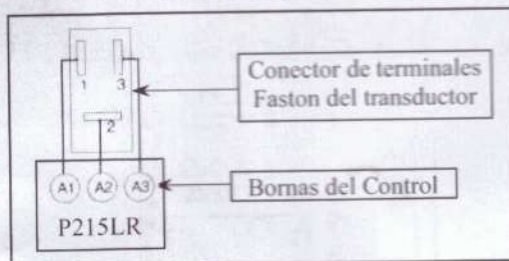 1
3
2
Conector de terminales
Faston del transductor
A1 A2 A3
Bornas del Control
P215LR